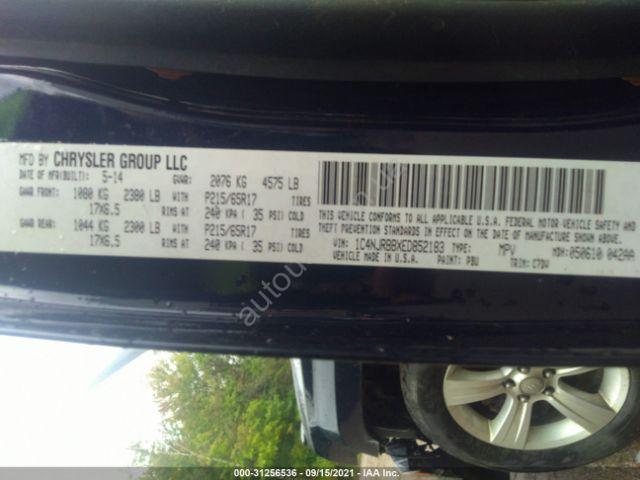 MFD BY CHRYSLER GROUP LLC
DATE OF MFR(BUILT): 5-14 GVWR: 2076 KG 4575 LB
GAWR FRONT: 1080 KG 2380 LB WITH P215/65R17 TIRES
17X6.5 RIMS AT 240 KPA ( 35 PSI) COLD
GAWR REAR: 1044 KG 2300 LB WITH P215/65R17 TIRES
17X6.5 RIMS AT 240 KPA ( 35 PSI) COLD
THIS VEHICLE CONFORMS TO ALL APPLICABLE U.S.A. FEDERAL MOTOR VEHICLE SAFETY, BUMPER AND
THEFT PREVENTION STANDARDS IN EFFECT ON THE DATE OF MANUFACTURE SHOWN ABOVE.
VIN: 1C4NJRBBXED852183 TYPE: MPV MDH: 050610 042AA
VEHICLE MADE IN U.S.A. PAINT: PBU TRIM: C7DV
000-31256536 - 09/15/2021 - IAA Inc.